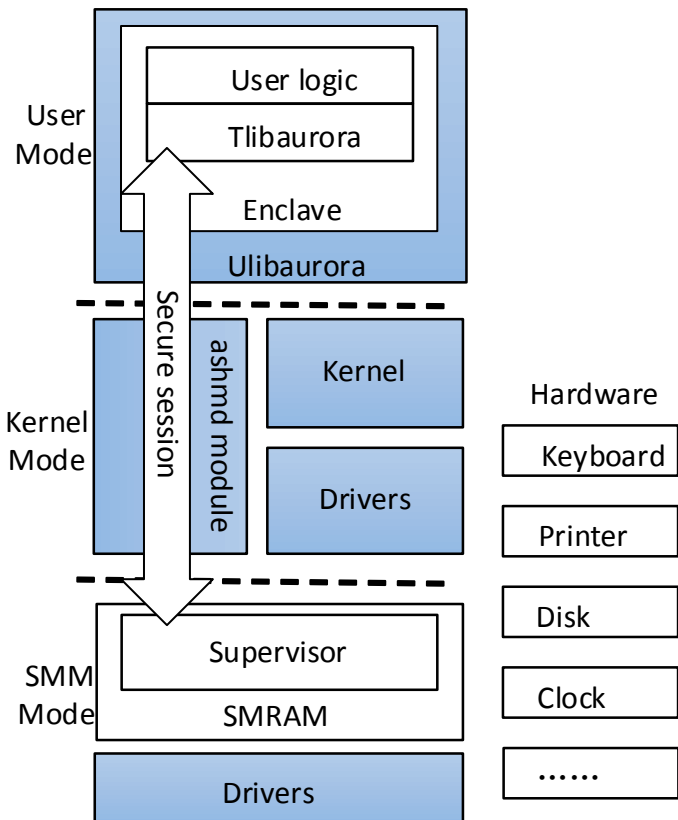 User
Mode
User logic
Tlibaurora
Enclave
Ulibaurora
Secure session
Kernel
Mode
ashmd module
Kernel
Drivers
SMM
Mode
Supervisor
SMRAM
Drivers
Hardware
Keyboard
Printer
Disk
Clock
......